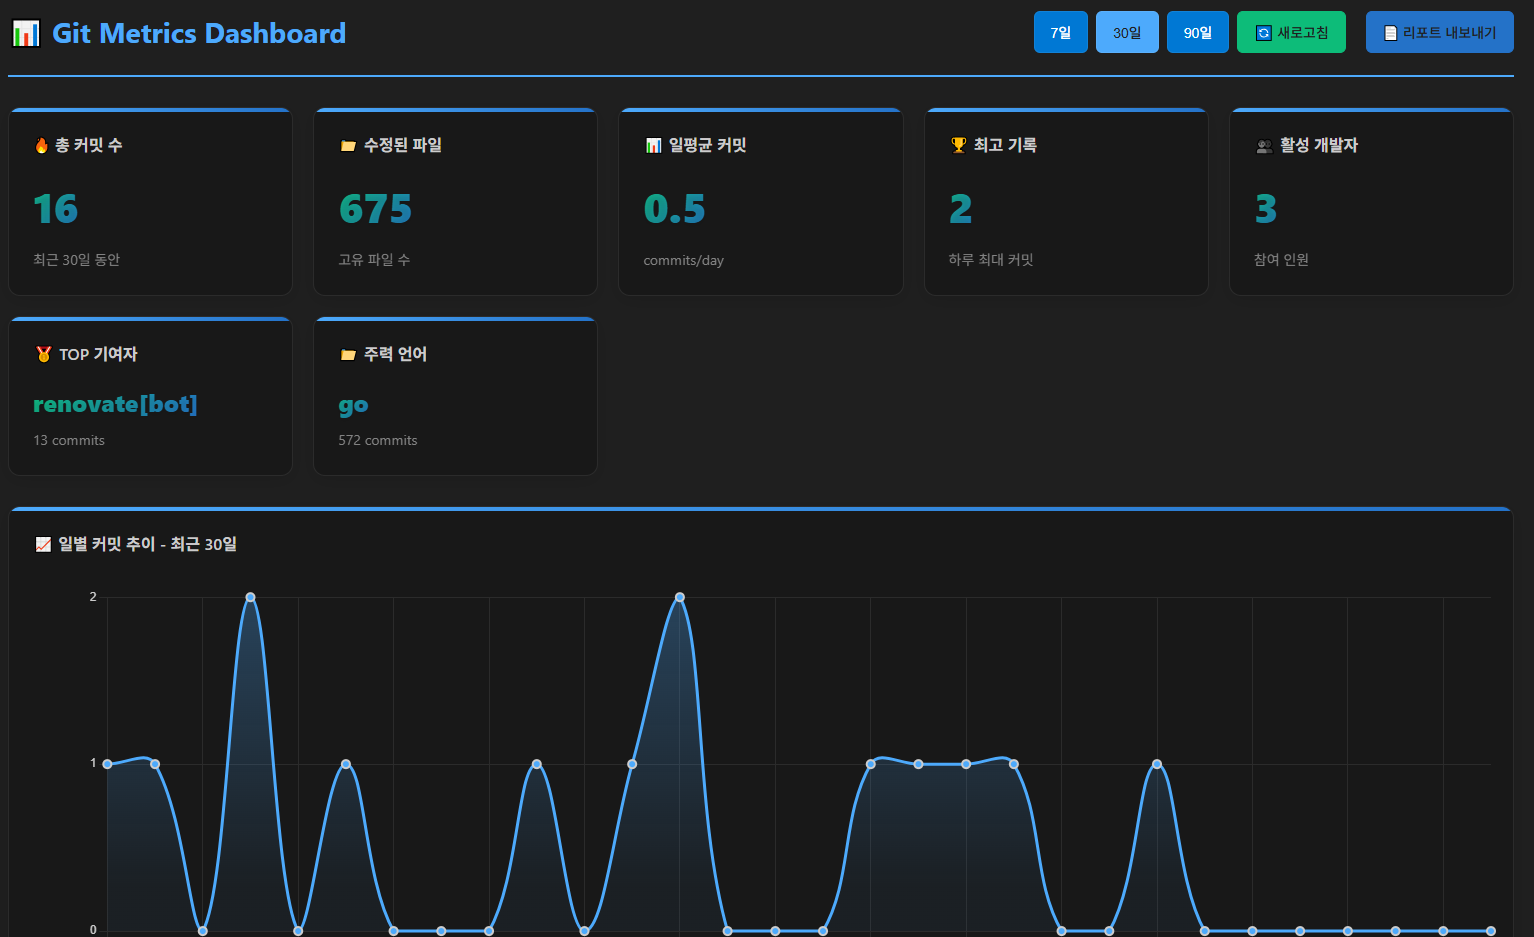 Git Metrics Dashboard
7일
30일
90일
새로고침
리포트 내보내기
총 커밋 수
16
최근 30일 동안
수정된 파일
675
고유 파일 수
일평균 커밋
0.5
commits/day
최고 기록
2
하루 최대 커밋
활성 개발자
3
참여 인원
TOP 기여자
renovate[bot]
13 commits
주력 언어
go
572 commits
일별 커밋 추이 - 최근 30일
2
1
0